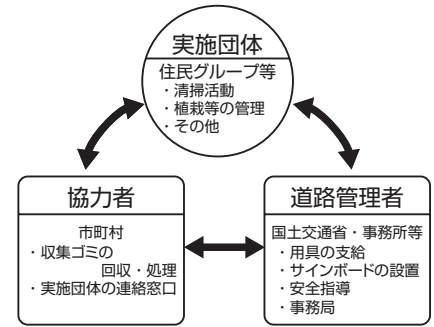 実施団体
住民グループ等
・清掃活動
・植栽等の管理
・その他
協力者
市町村
・収集ゴミの
回収・処理
・実施団体の連絡窓口
道路管理者
国土交通省・事務所等
・用具の支給
・サインボードの設置
・安全指導
・事務局